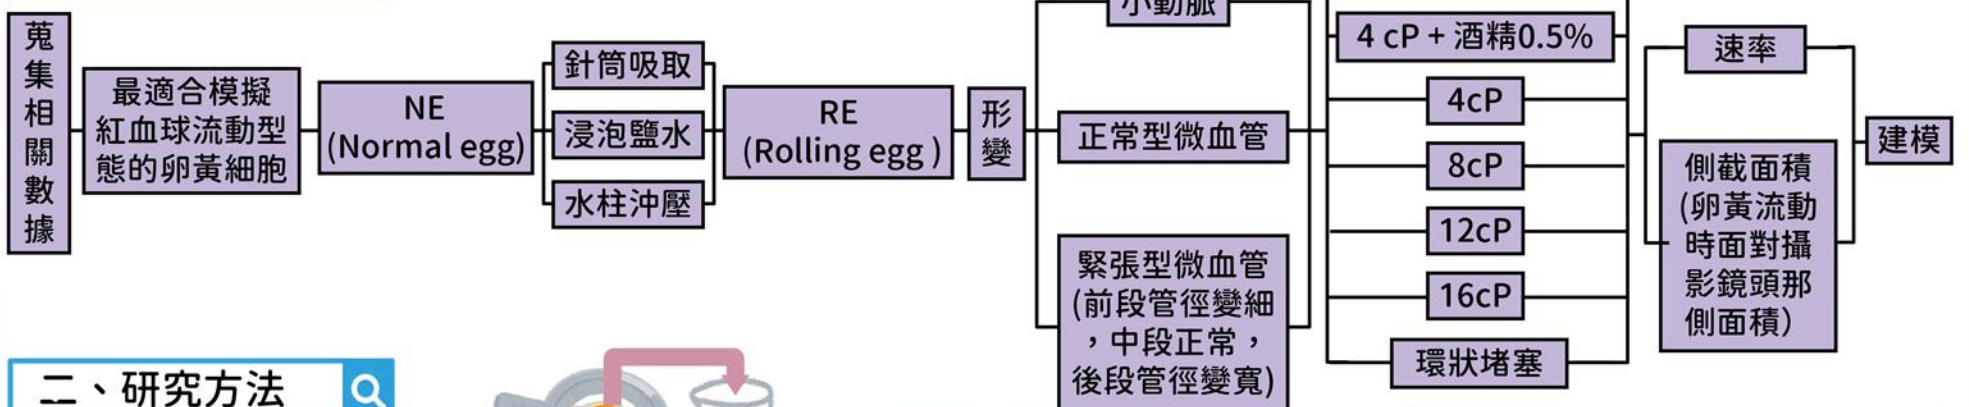 蒐
集
相
關
數
據
最適合模擬
紅血球流動型
態的卵黃細胞
NE
(Normal egg)
針筒吸取
浸泡鹽水
水柱沖壓
RE
(Rolling egg )
形
變
小動脈
正常型微血管
緊張型微血管
(前段管徑變細
，中段正常，
後段管徑變寬)
4 cP + 酒精0.5%
4cP
8cP
12cP
16cP
環狀堵塞
速率
側截面積
(卵黃流動
時面對攝
影鏡頭那
側面積)
建模
二、研究方法